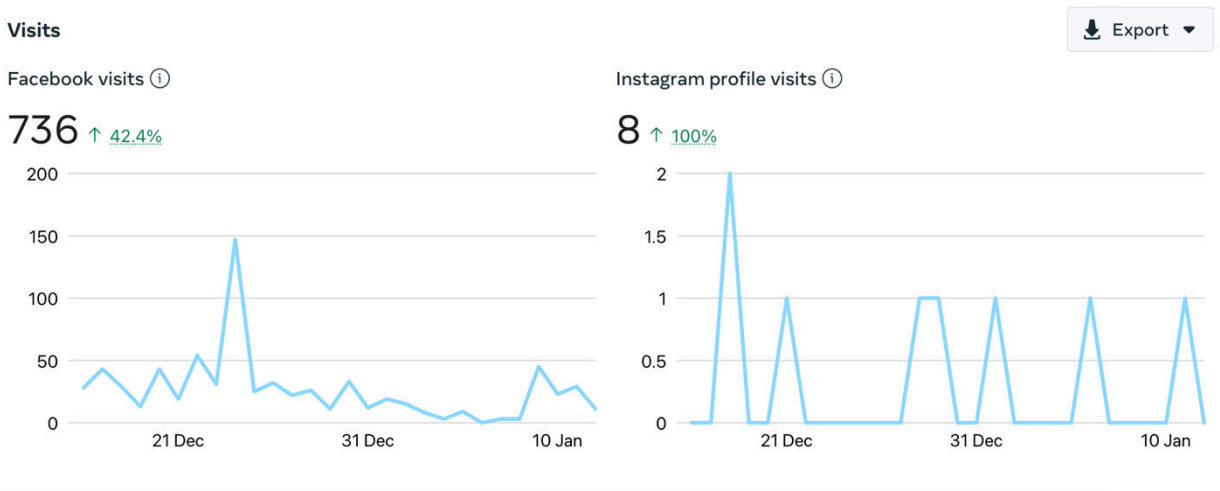 Visits
Export
Facebook visits
Instagram profile visits
736 ↑ 42.4%
8 ↑ 100%
200
150
100
50
0
21 Dec 31 Dec 10 Jan
2
1.5
1
0.5
0
21 Dec 31 Dec 10 Jan